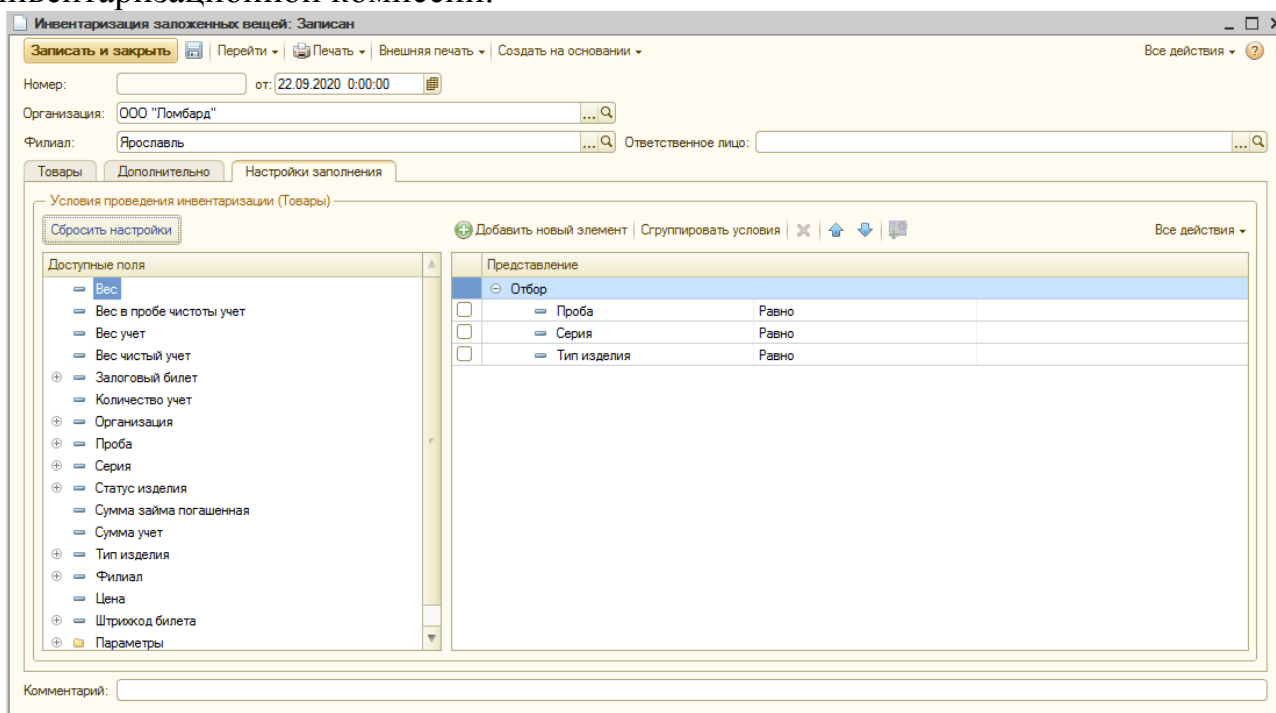 инвентаризационной комиссии.
Инвентаризация заложенных вещей: Записан
Записать и закрыть Перейти Печать Внешняя печать Создать на основании Все действия ?
Номер: от: 22.09.2020 0:00:00
Организация: ООО "Ломбард" ...
Филиал: Ярославль ... Ответственное лицо: ...
Товары Дополнительно Настройки заполнения
Условия проведения инвентаризации (Товары)
Сбросить настройки Добавить новый элемент Сгруппировать условия Все действия
Доступные поля Представление
Вес Отбор
Вес в пробе чистоты учет Проба Равно
Вес учет Серия Равно
Вес чистый учет Тип изделия Равно
Залоговый билет
Количество учет
Организация
Проба
Серия
Статус изделия
Сумма займа погашенная
Сумма учет
Тип изделия
Филиал
Цена
Штрихкод билета
Параметры
Комментарий: